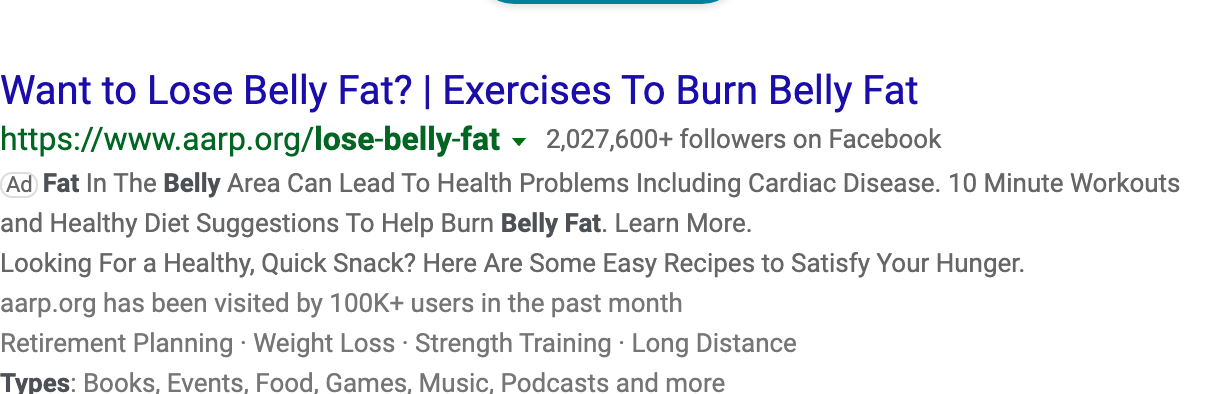 Want to Lose Belly Fat? | Exercises To Burn Belly Fat
https://www.aarp.org/lose-belly-fat 2,027,600+ followers on Facebook
Ad Fat In The Belly Area Can Lead To Health Problems Including Cardiac Disease. 10 Minute Workouts
and Healthy Diet Suggestions To Help Burn Belly Fat. Learn More.
Looking For a Healthy, Quick Snack? Here Are Some Easy Recipes to Satisfy Your Hunger.
aarp.org has been visited by 100K+ users in the past month
Retirement Planning · Weight Loss · Strength Training · Long Distance
Types: Books, Events, Food, Games, Music, Podcasts and more